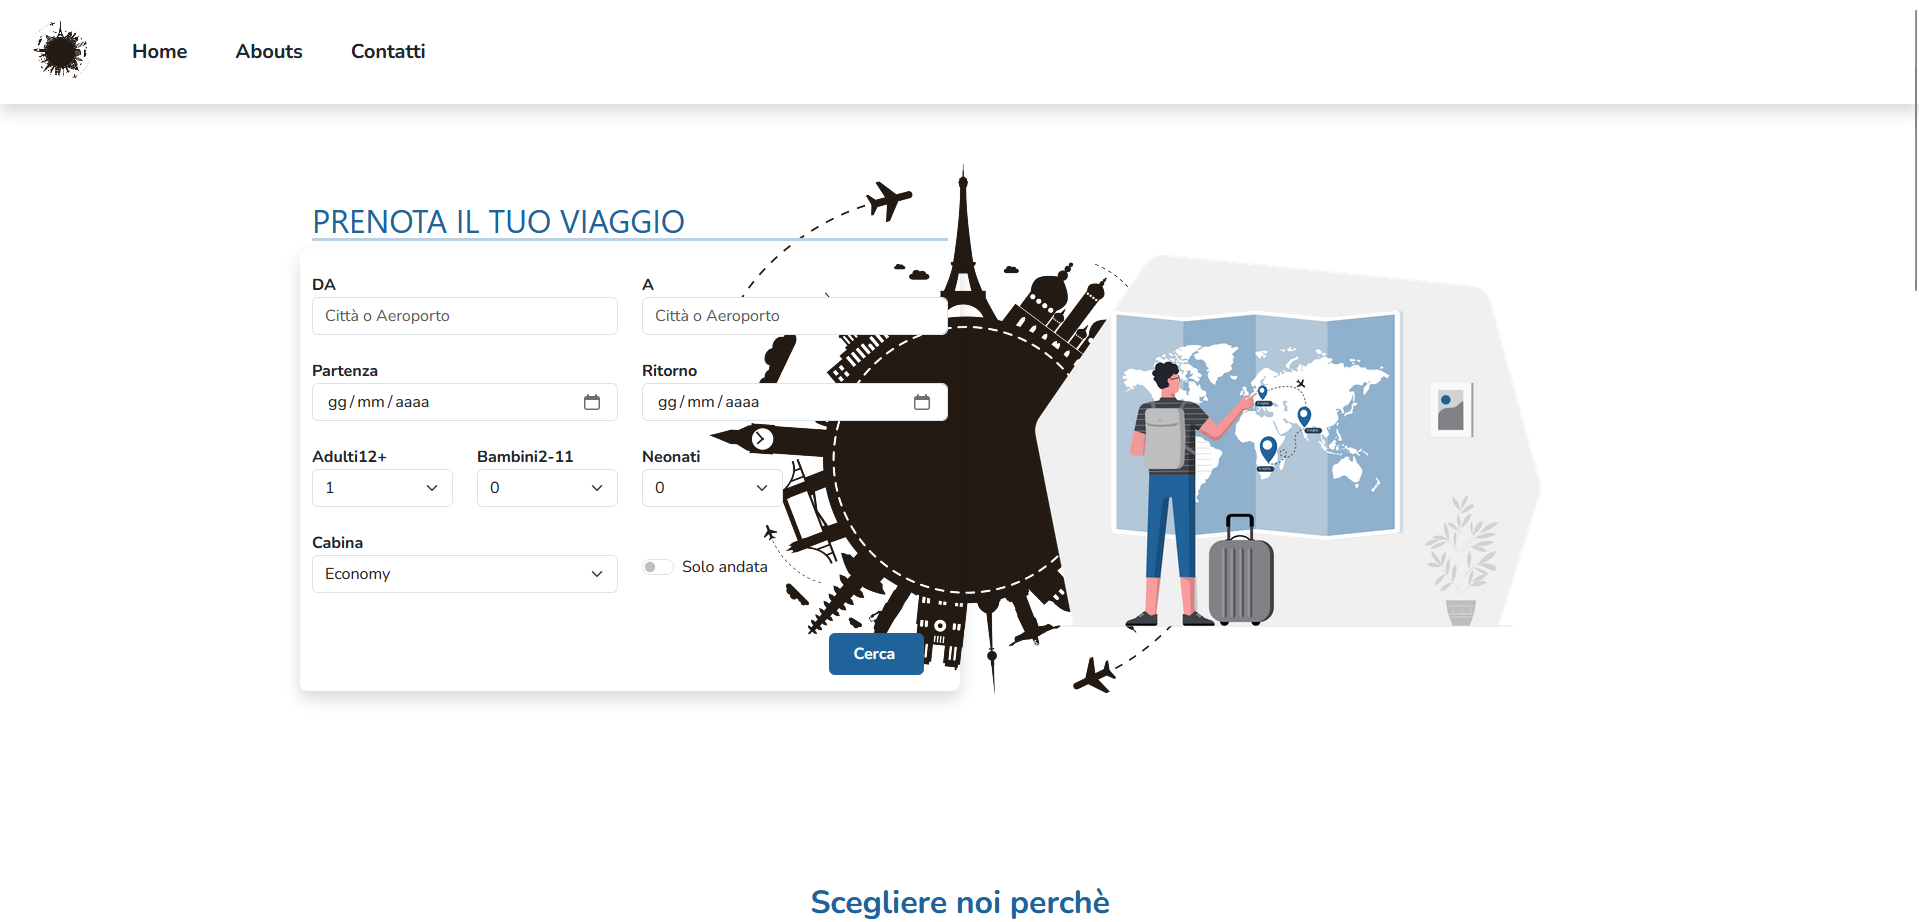 Home Abouts Contatti
PRENOTA IL TUO VIAGGIO
DA A
Città o Aeroporto Città o Aeroporto
Partenza Ritorno
gg/mm/aaaa gg/mm/aaaa
Adulti12+ Bambini2-11 Neonati
1 0 0
Cabina
Economy Solo andata
Cerca
Scegliere noi perchè